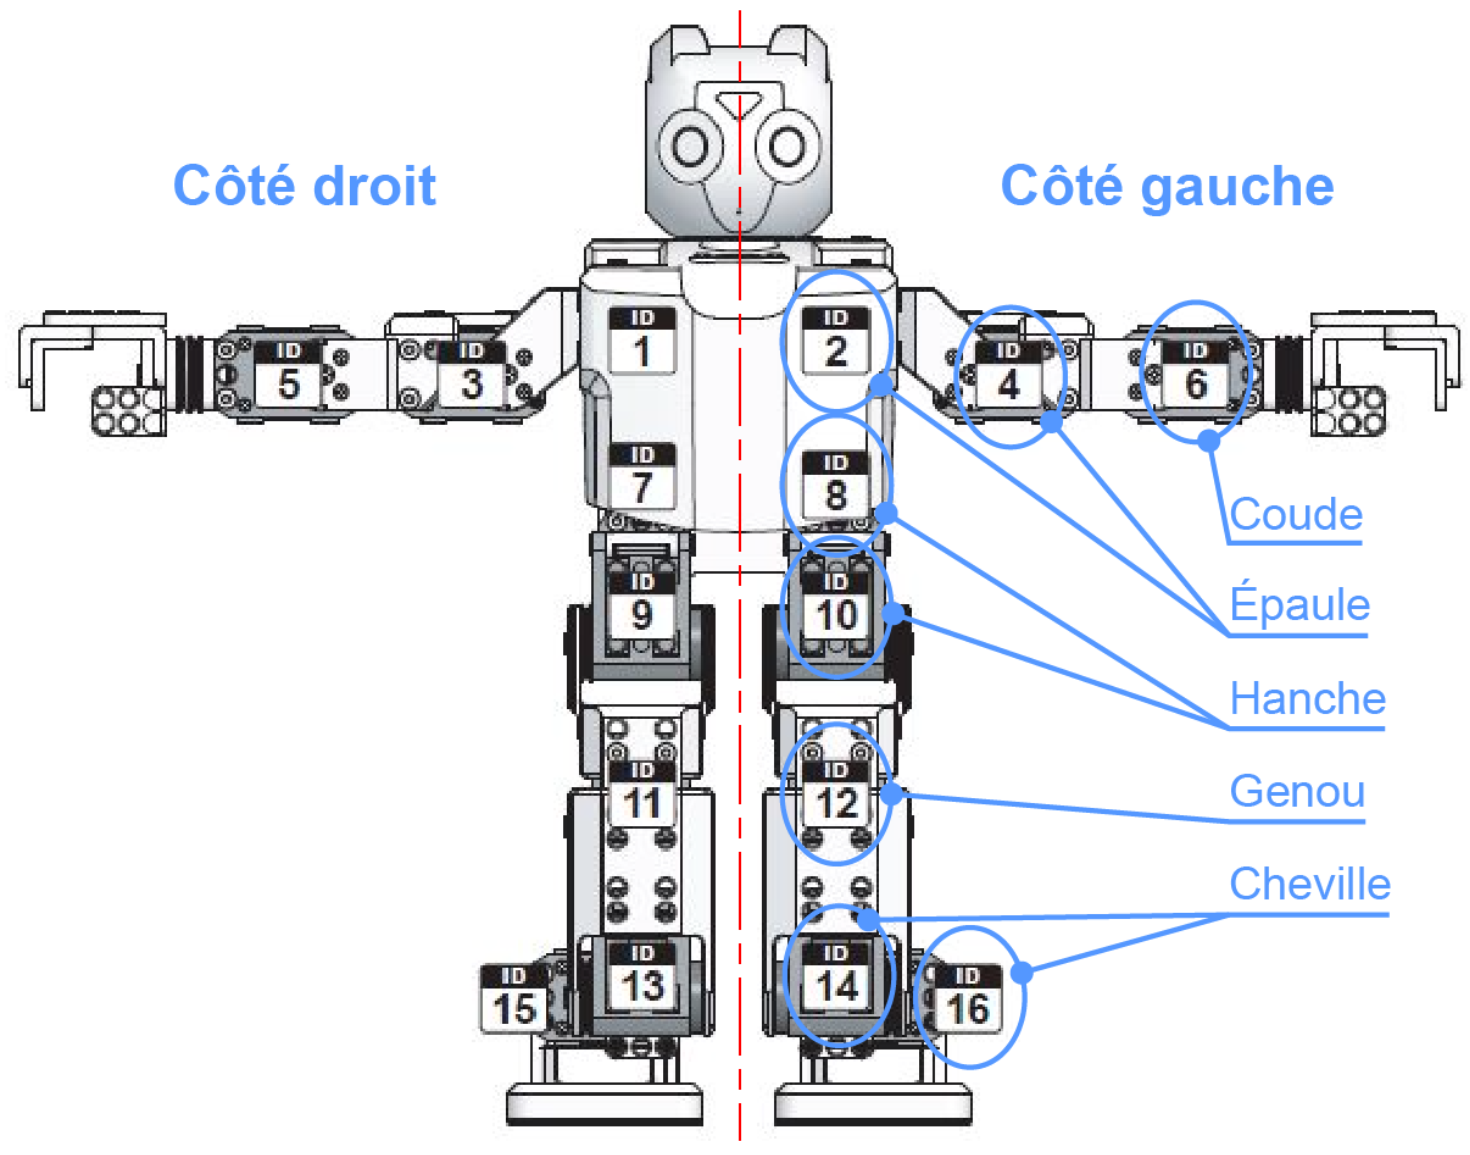 Côté droit
Côté gauche
ID
1
ID
2
ID
5
ID
3
ID
4
ID
6
ID
7
ID
8
Coude
ID
9
ID
10
Épaule
Hanche
ID
11
ID
12
Genou
Cheville
ID
13
ID
14
ID
15
ID
16